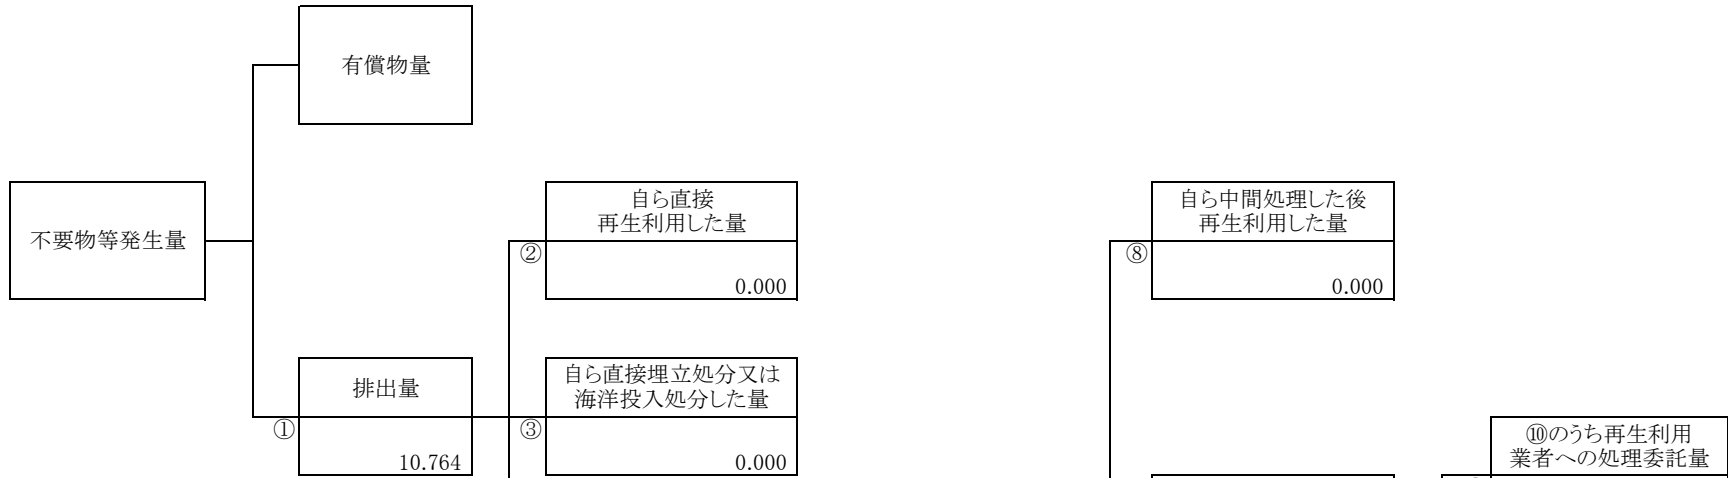 有償物量
不要物等発生量
自ら直接
再生利用した量
②
0.000
自ら中間処理した後
再生利用した量
⑧
0.000
排出量
①
10.764
自ら直接埋立処分又は
海洋投入処分した量
③
0.000
⑩のうち再生利用
業者への処理委託量